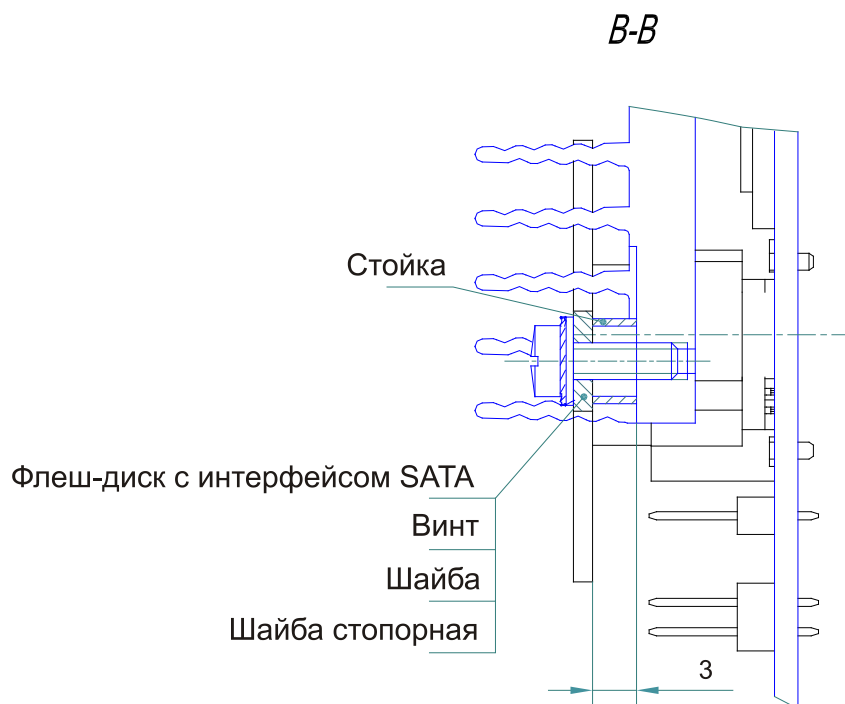 В-В
Стойка
Флеш-диск с интерфейсом SATA
Винт
Шайба
Шайба стопорная
3